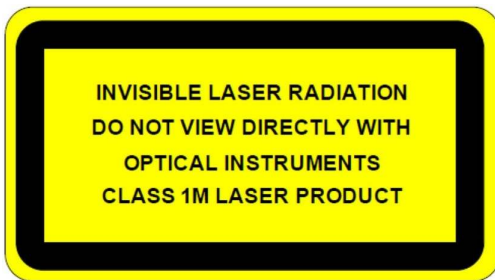 INVISIBLE LASER RADIATION
DO NOT VIEW DIRECTLY WITH
OPTICAL INSTRUMENTS
CLASS 1M LASER PRODUCT